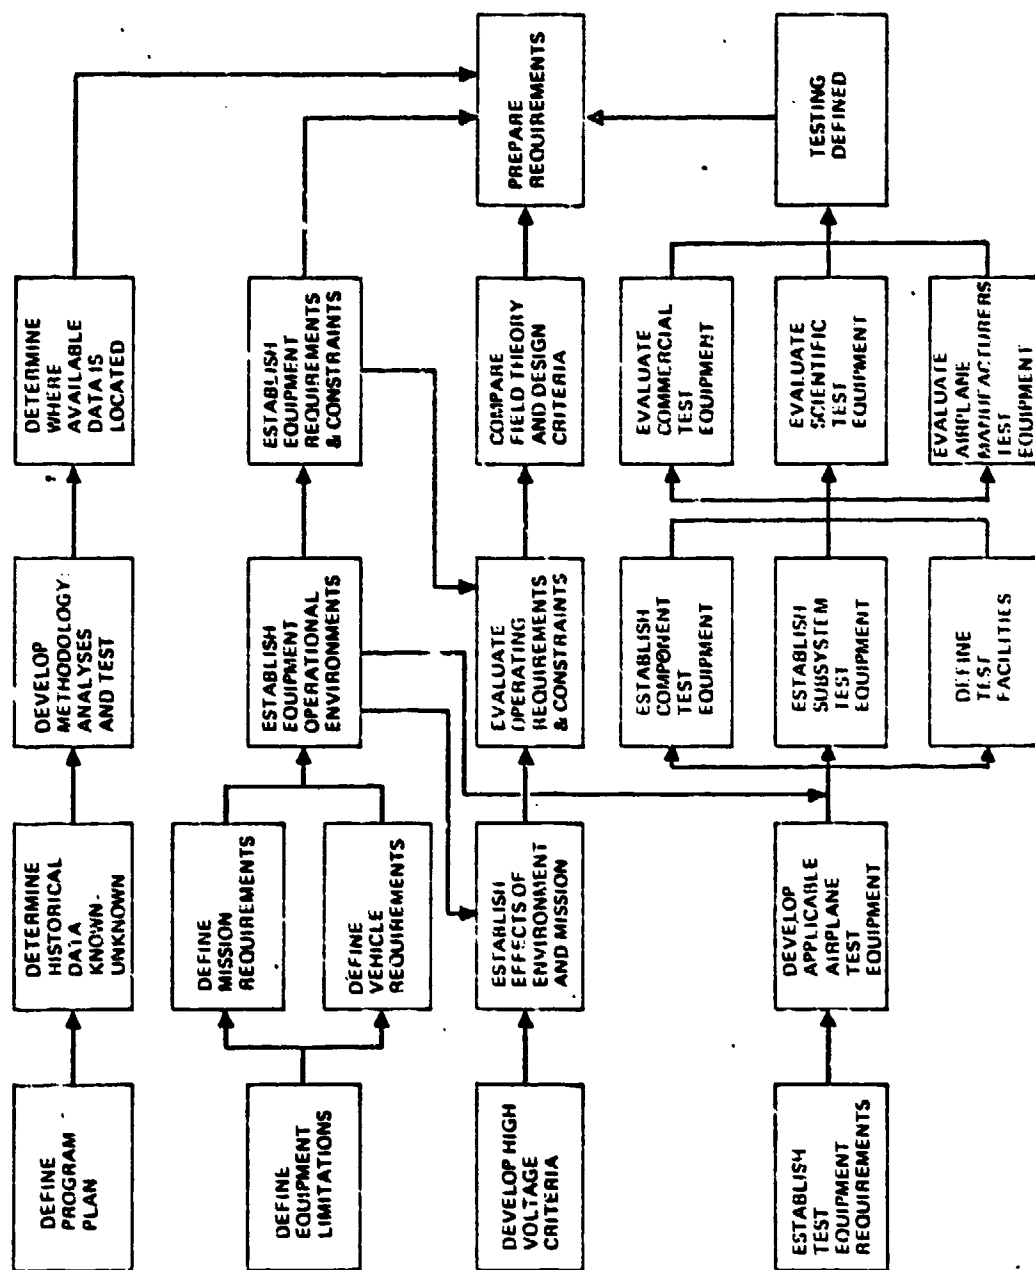 DEFINE
PROGRAM
PLAN
DETERMINE
HISTORICAL
DATA
KNOWN-
UNKNOWN
DEVELOP
METHODOLOGY:
ANALYSES
AND TEST
DETERMINE
WHERE
AVAILABLE
DATA IS
LOCATED
DEFINE
EQUIPMENT
LIMITATIONS
DEFINE
MISSION
REQUIREMENTS
DEFINE
VEHICLE
REQUIREMENTS
ESTABLISH
EQUIPMENT
OPERATIONAL
ENVIRONMENTS
ESTABLISH
EQUIPMENT
REQUIREMENTS
& CONSTRAINTS
DEVELOP HIGH
VOLTAGE
CRITERIA
ESTABLISH
EFFECTS OF
ENVIRONMENT
AND MISSION
EVALUATE
OPERATING
REQUIREMENTS
& CONSTRAINTS
COMPARE
FIELD THEORY
AND DESIGN
CRITERIA
PREPARE
REQUIREMENTS
ESTABLISH
TEST
EQUIPMENT
REQUIREMENTS
DEVELOP
APPLICABLE
AIRPLANE
TEST
EQUIPMENT
ESTABLISH
COMPONENT
TEST
EQUIPMENT
ESTABLISH
SUBSYSTEM
TEST
EQUIPMENT
DEFINE
TEST
FACILITIES
EVALUATE
COMMERCIAL
TEST
EQUIPMENT
EVALUATE
SCIENTIFIC
TEST
EQUIPMENT
EVALUATE
AIRPLANE
MANUFACTURERS
TEST
EQUIPMENT
TESTING
DEFINED